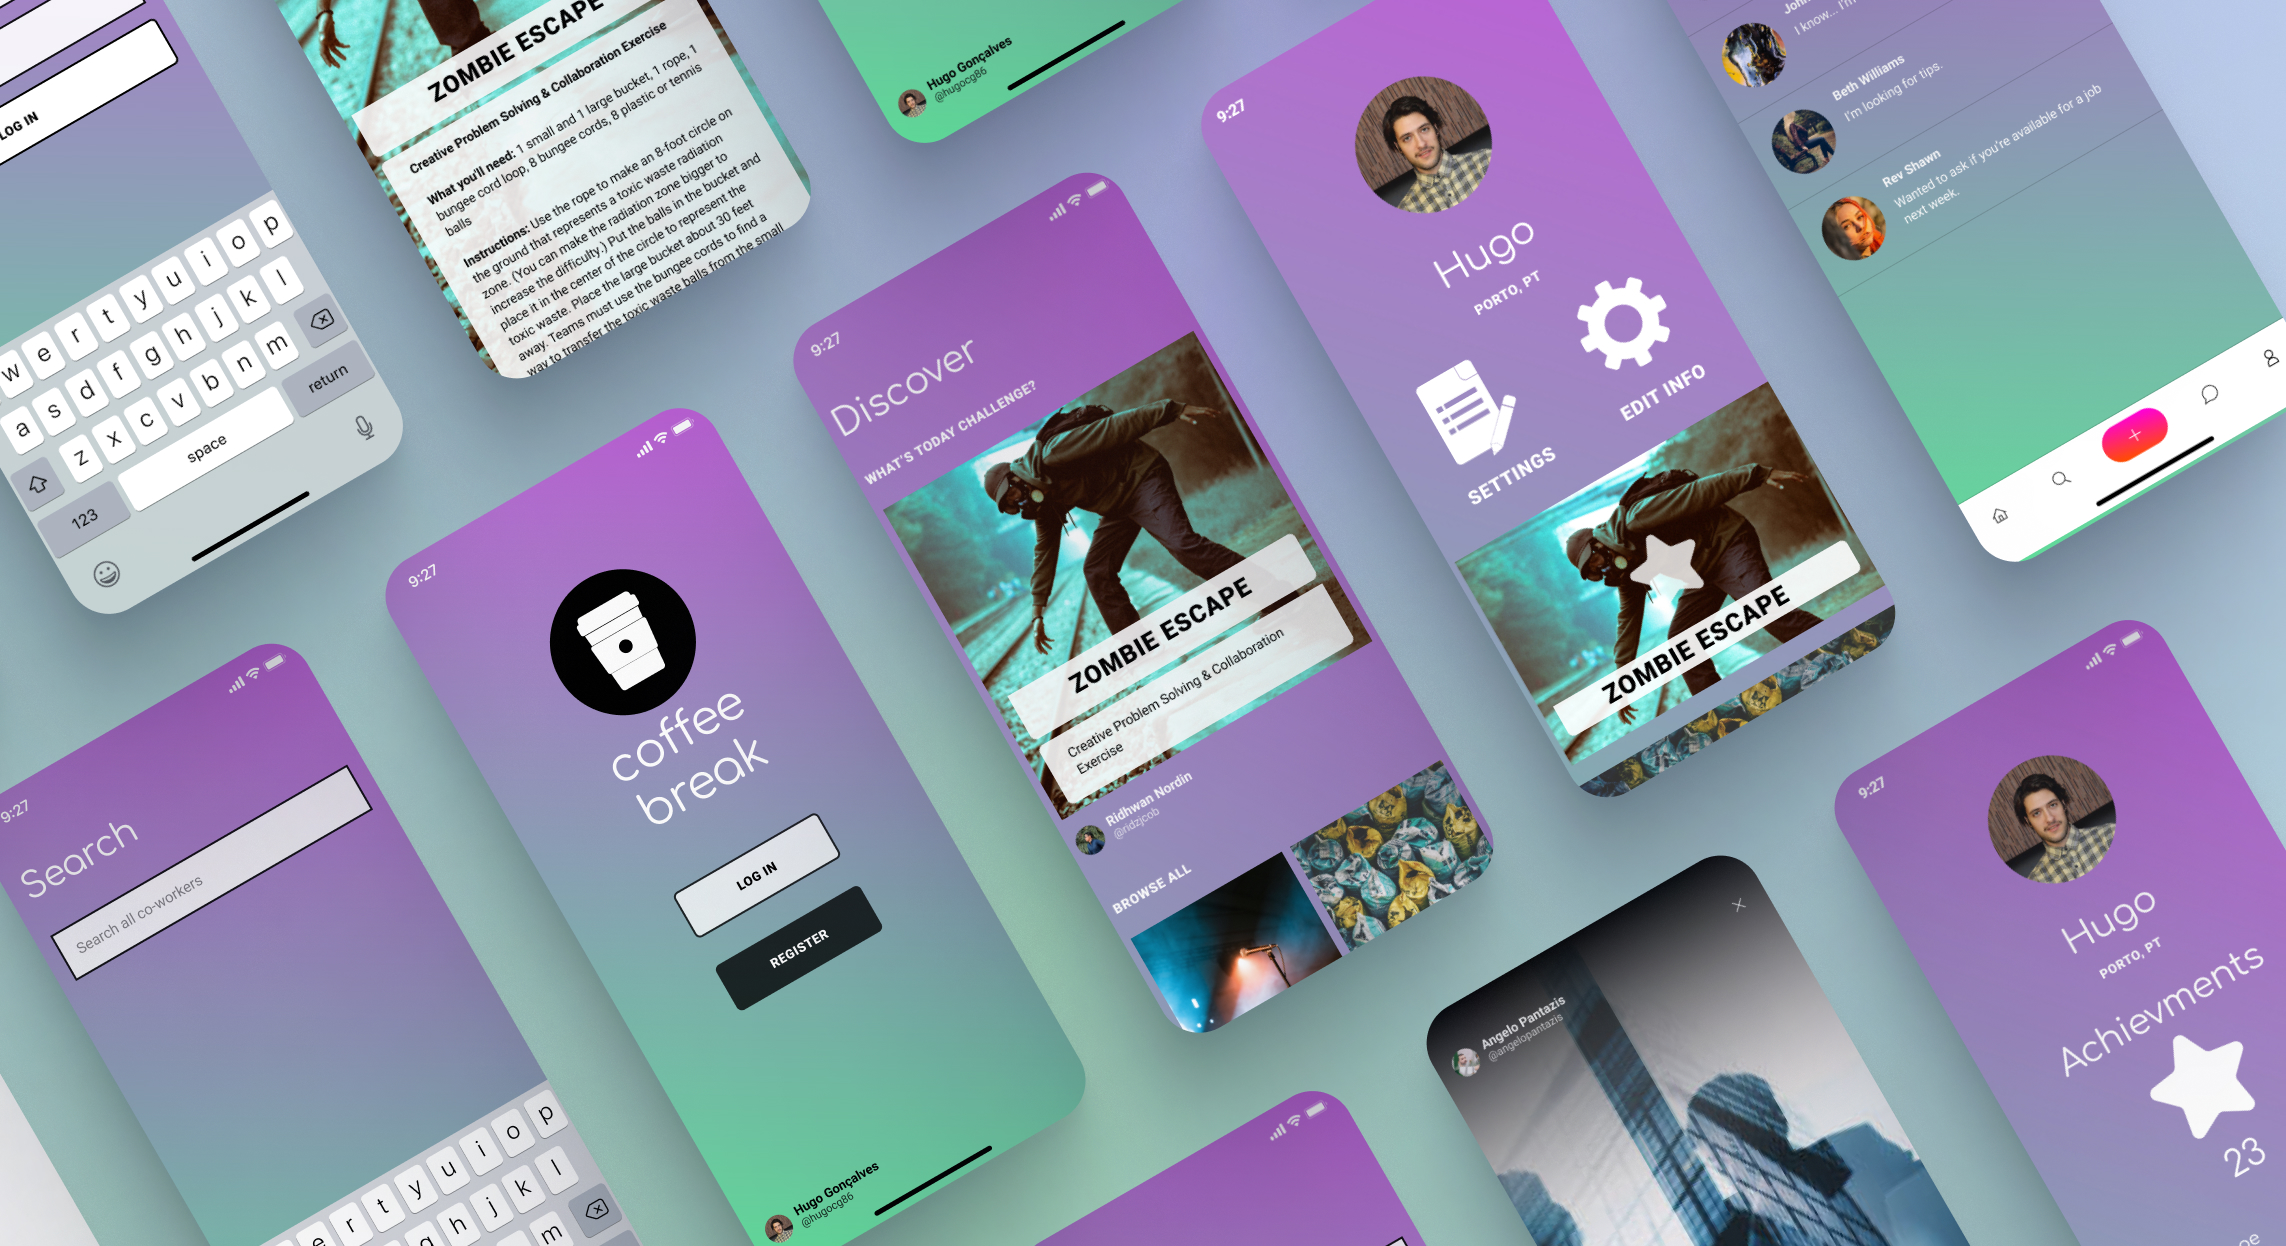 LOG IN
w e r t y u i o p
a s d f g h j k l
z x c v b n m
123
space
return
ZOMBIE ESCAPE
Creative Problem Solving & Collaboration Exercise
What you'll need: 1 small and 1 large bucket, 1 rope, 1
bungee cord loop, 8 bungee cords, 8 plastic or tennis
balls
Instructions: Use the rope to make an 8-foot circle on
the ground that represents a toxic waste radiation
zone. (You can make the radiation zone bigger to
increase the difficulty.) Put the balls in the bucket and
place it in the center of the circle to represent the
toxic waste. Place the large bucket about 30 feet
away. Teams must use the bungee cords to find a
way to transfer the toxic waste balls from the small
Hugo Gonçalves
@hugocg86
9:27
Hugo
PORTO, PT
SETTINGS
EDIT INFO
ZOMBIE ESCAPE
I know...
Beth Williams
I'm looking for tips.
Rev Shawn
Wanted to ask if you're available for a job
next week.
9:27
Discover
WHAT'S TODAY CHALLENGE?
ZOMBIE ESCAPE
Creative Problem Solving & Collaboration
Exercise
Ridhwan Nordin
@ridzjcob
BROWSE ALL
9:27
coffee
break
LOG IN
REGISTER
Hugo Gonçalves
@hugocg86
9:27
Search
Search all co-workers
e r t y u i o p
g h j k l
m
Angelo Pantazis
@angelopantazis
9:27
Hugo
PORTO, PT
Achievments
23